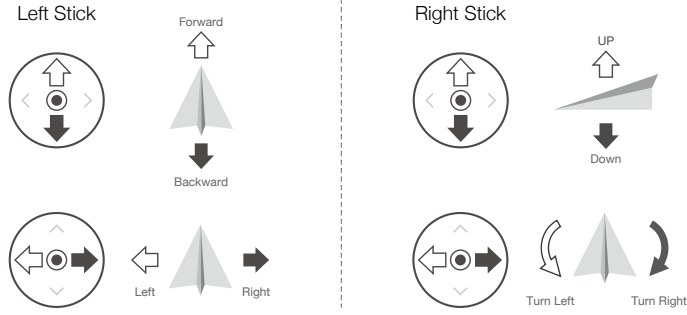 Left Stick
Forward
Backward
Left
Right
Right Stick
UP
Down
Turn Left
Turn Right